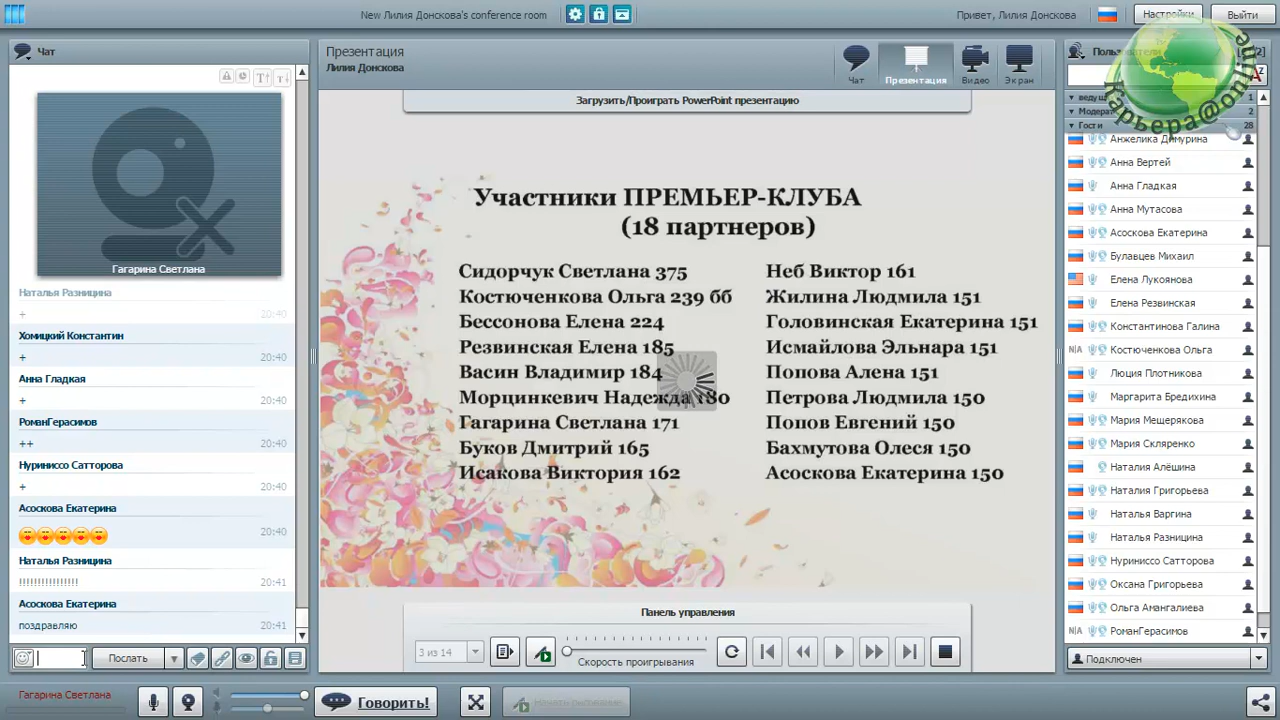 New Лилия Донскова's conference room
Привет, Лилия Донскова
Настройки
Выйти
Чат
Гагарина Светлана
Наталья Разницина
+
20:40
Хомицкий Константин
+
20:40
Анна Гладкая
+
20:40
РоманГерасимов
++
20:40
Нуриниссо Сатторова
+
20:40
Асоскова Екатерина
20:40
Наталья Разницина
!!!!!!!!!!!!!!!!
20:41
Асоскова Екатерина
поздравляю
20:41
Послать
Презентация
Лилия Донскова
Чат
Презентация
Видео
Экран
Загрузить/Проиграть PowerPoint презентацию
Участники ПРЕМЬЕР-КЛУБА
(18 партнеров)
Сидорчук Светлана 375
Костюченкова Ольга 239 бб
Бессонова Елена 224
Резвинская Елена 185
Васин Владимир 184
Морцинкевич Надежда 180
Гагарина Светлана 171
Буков Дмитрий 165
Исакова Виктория 162
Неб Виктор 161
Жилина Людмила 151
Головинская Екатерина 151
Исмайлова Эльнара 151
Попова Алена 151
Петрова Людмила 150
Попов Евгений 150
Бахмутова Олеся 150
Асоскова Екатерина 150
Панель управления
3 из 14
Скорость проигрывания
Карьера@online
1
2
Гости
28
Анжелика Димурина
Анна Вертей
Анна Гладкая
Анна Мутасова
Асоскова Екатерина
Булавцев Михаил
Елена Лукоянова
Елена Резвинская
Константинова Галина
N/A Костюченкова Ольга
Люция Плотникова
Маргарита Бредихина
Мария Мещерякова
Мария Скляренко
Наталия Алёшина
Наталия Григорьева
Наталья Варгина
Наталья Разницина
Нуриниссо Сатторова
Оксана Григорьева
Ольга Амангалиева
N/A РоманГерасимов
Подключен
Гагарина Светлана
Говорить!